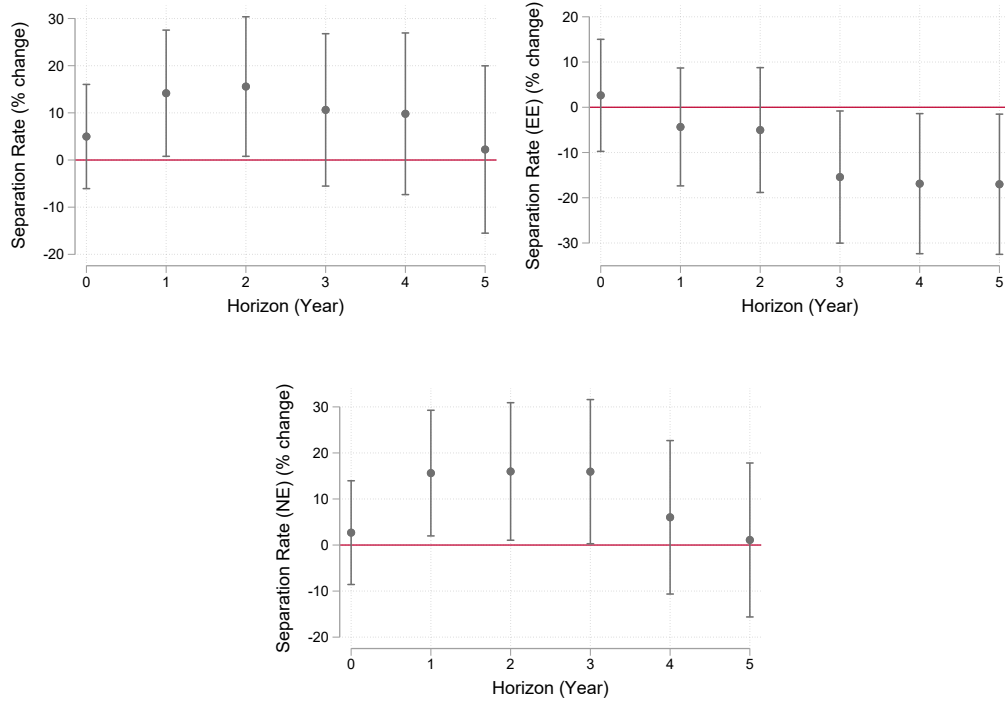 Separation Rate (% change)
30
20
10
0
-10
-20
0 1 2 3 4 5
Horizon (Year)
Separation Rate (EE) (% change)
20
10
0
-10
-20
-30
0 1 2 3 4 5
Horizon (Year)
Separation Rate (NE) (% change)
30
20
10
0
-10
-20
0 1 2 3 4 5
Horizon (Year)